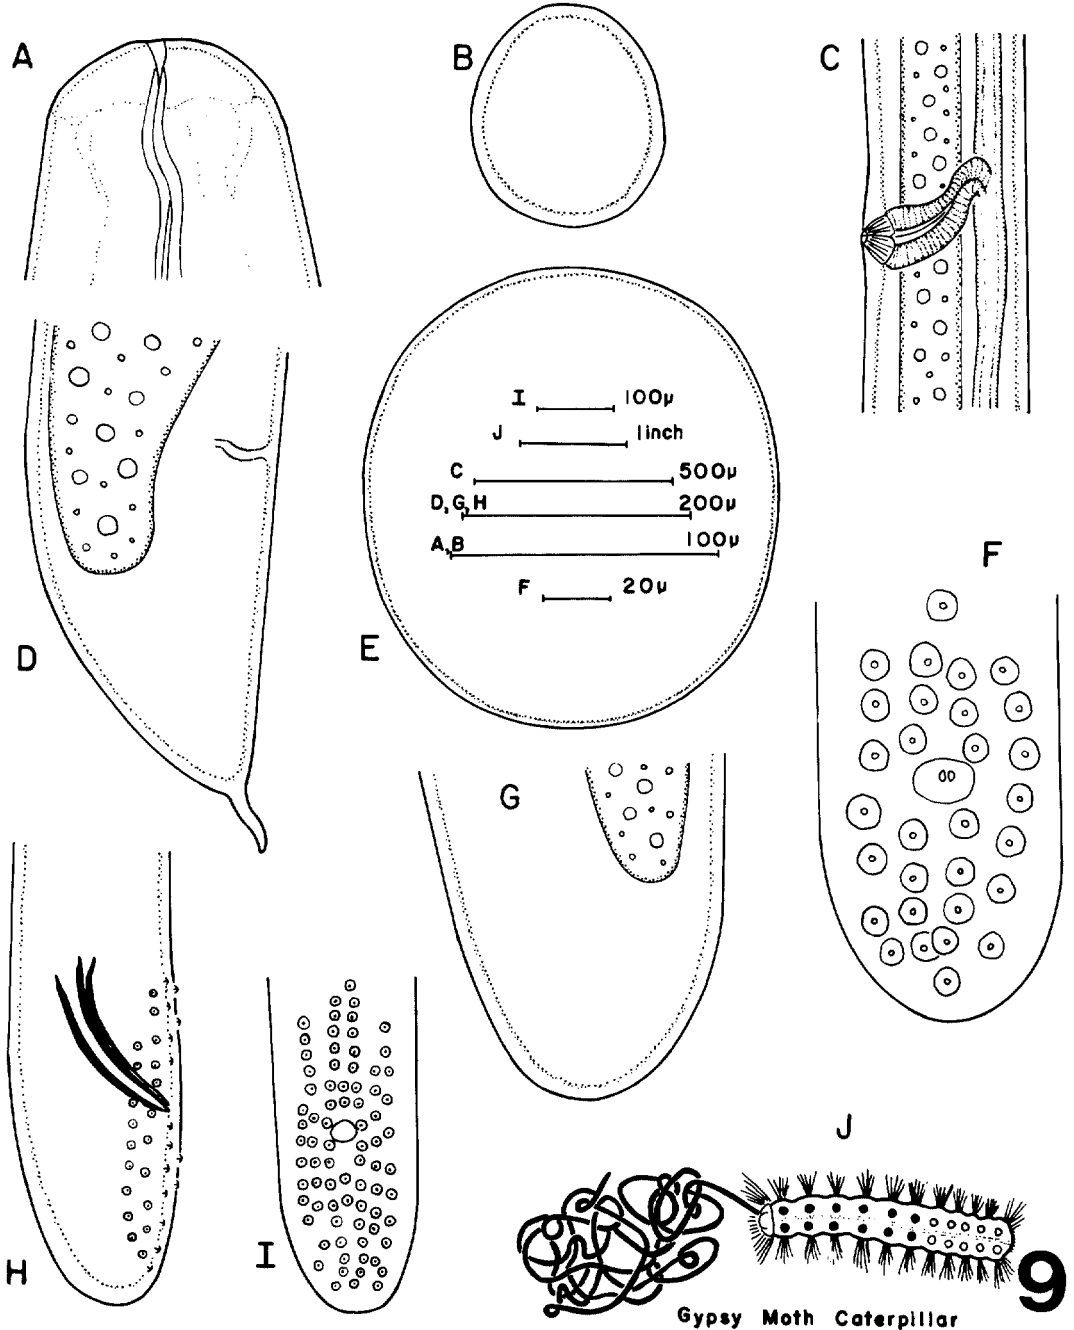 A
B
C
I 100μ
J 1inch
C 500μ
D,G,H 200μ
A,B 100μ
F 20μ
D
E
F
G
H
I
J
Gypsy Moth Caterpillar
9